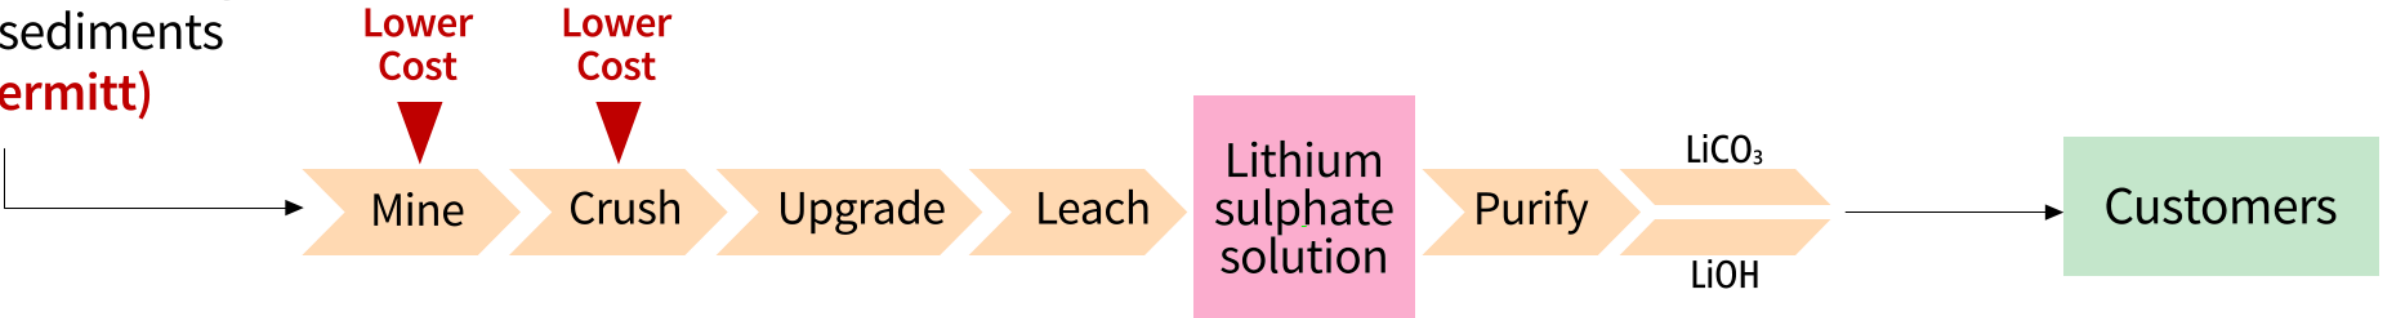 sediments
ermitt)
Lower
Cost
Lower
Cost
Mine
Crush
Upgrade
Leach
Lithium
sulphate
solution
Purify
LiCO₃
LiOH
Customers